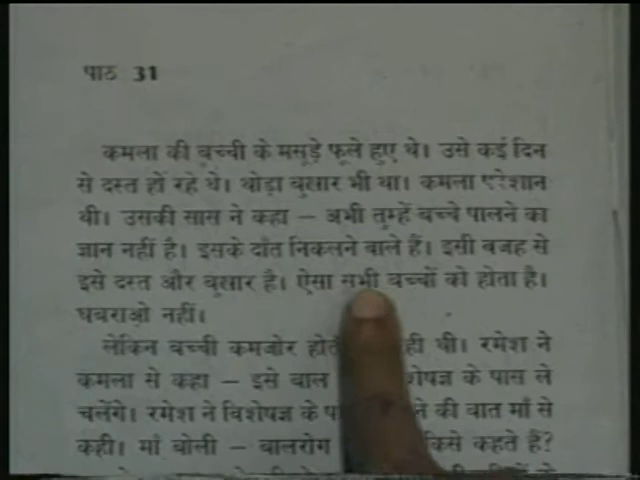 पाठ 31
कमला की बच्ची के मसूड़े फूले हुए थे। उसे कई दिन
से दस्त हो रहे थे। थोड़ा बुखार भी था। कमला परेशान
थी। उसकी सास ने कहा – अभी तुम्हें बच्चे पालने का
ज्ञान नहीं है। इसके दाँत निकलने वाले हैं। इसी वजह से
इसे दस्त और बुखार है। ऐसा सभी बच्चों को होता है।
घबराओ नहीं।
लेकिन बच्ची कमजोर ही थी। रमेश ने
कमला से कहा – इसे बाल के पास ले
चलेंगे। रमेश ने विशेषज्ञ के की बात माँ से
कही। माँ बोली – बालरोग किसे कहते हैं?